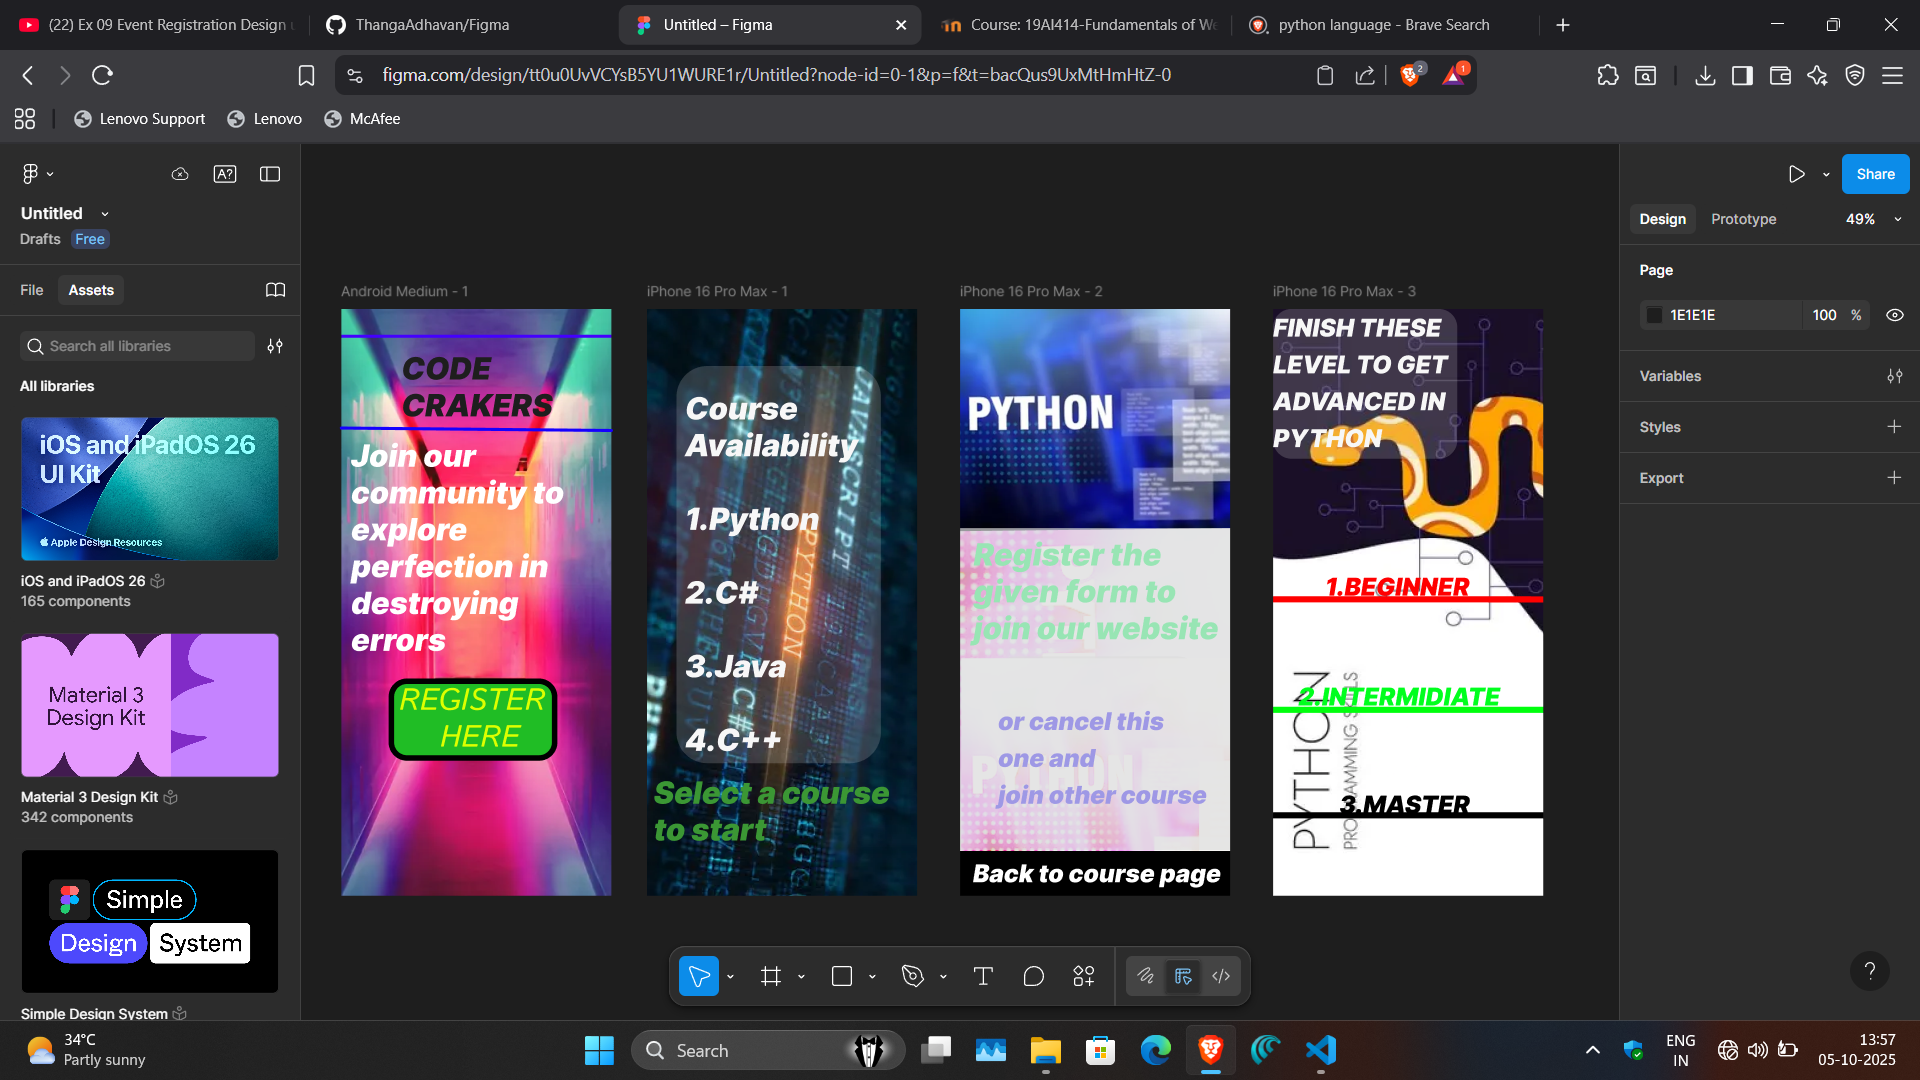 (22) Ex 09 Event Registration Design
ThangaAdhavan/Figma
Untitled – Figma
Course: 19AI414-Fundamentals of We
python language - Brave Search
figma.com/design/tt0u0UvVCYsB5YU1WURE1r/Untitled?node-id=0-1&p=f&t=bacQus9UxMtHmHtZ-0
2
1
Lenovo Support
Lenovo
McAfee
A?
Untitled
Drafts Free
File Assets
Search all libraries
All libraries
iOS and iPadOS 26
UI Kit
Apple Design Resources
iOS and iPadOS 26
165 components
Material 3
Design Kit
Material 3 Design Kit
342 components
Simple
Design System
Simple Design System
Android Medium - 1
CODE
CRAKERS
Join our
community to
explore
perfection in
destroying
errors
REGISTER
HERE
iPhone 16 Pro Max - 1
Course
Availability
1.Python
2.C#
3.Java
4.C++
JAVASCRIPT
PYTHON
C#
Select a course
to start
iPhone 16 Pro Max - 2
PYTHON
Register the
given form to
join our website
or cancel this
one and
join other course
PYTHON
Back to course page
iPhone 16 Pro Max - 3
FINISH THESE
LEVEL TO GET
ADVANCED IN
PYTHON
1.BEGINNER
2.INTERMIDIATE
3.MASTER
PYTHON
PROGRAMMING SKILLS
Share
Design Prototype 49%
Page
1E1E1E 100 %
Variables
Styles
Export
?
34°C
Partly sunny
Search
ENG
IN
13:57
05-10-2025